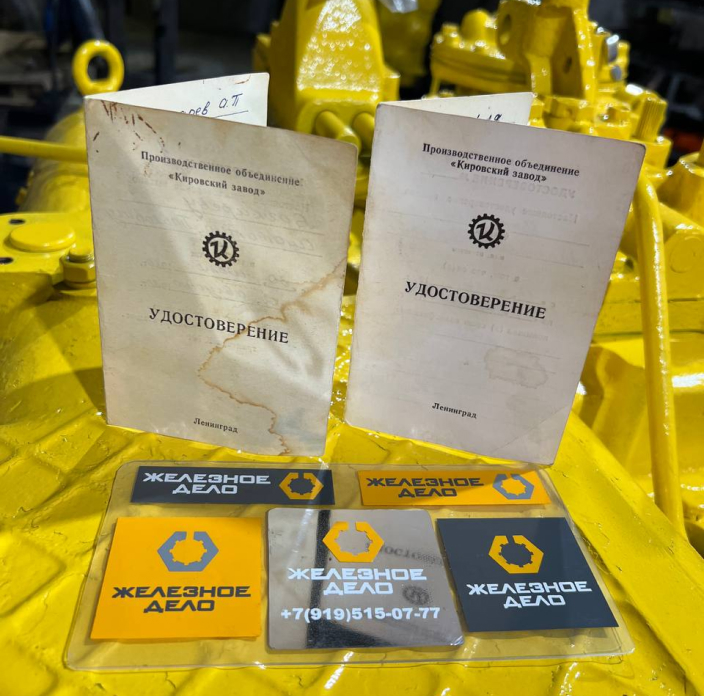 оев О.П
Производственное объединение
«Кировский завод»
УДОСТОВЕРЕНИЕ
Ленинград
Производственное объединение
«Кировский завод»
УДОСТОВЕРЕНИЕ
Ленинград
ЖЕЛЕЗНОЕ
ДЕЛО
ЖЕЛЕЗНОЕ
ДЕЛО
ЖЕЛЕЗНОЕ
ДЕЛО
ЖЕЛЕЗНОЕ
ДЕЛО
+7(919)515-07-77
ЖЕЛЕЗНОЕ
ДЕЛО